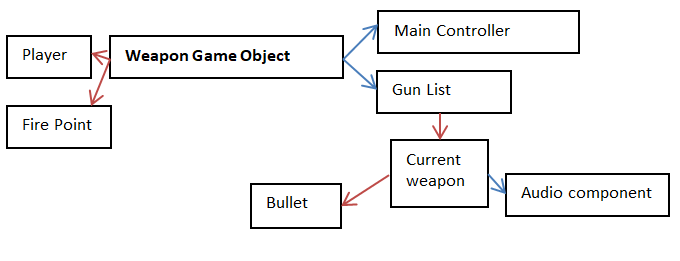 Main Controller
Player
Weapon Game Object
Gun List
Fire Point
Current
weapon
Bullet
Audio component